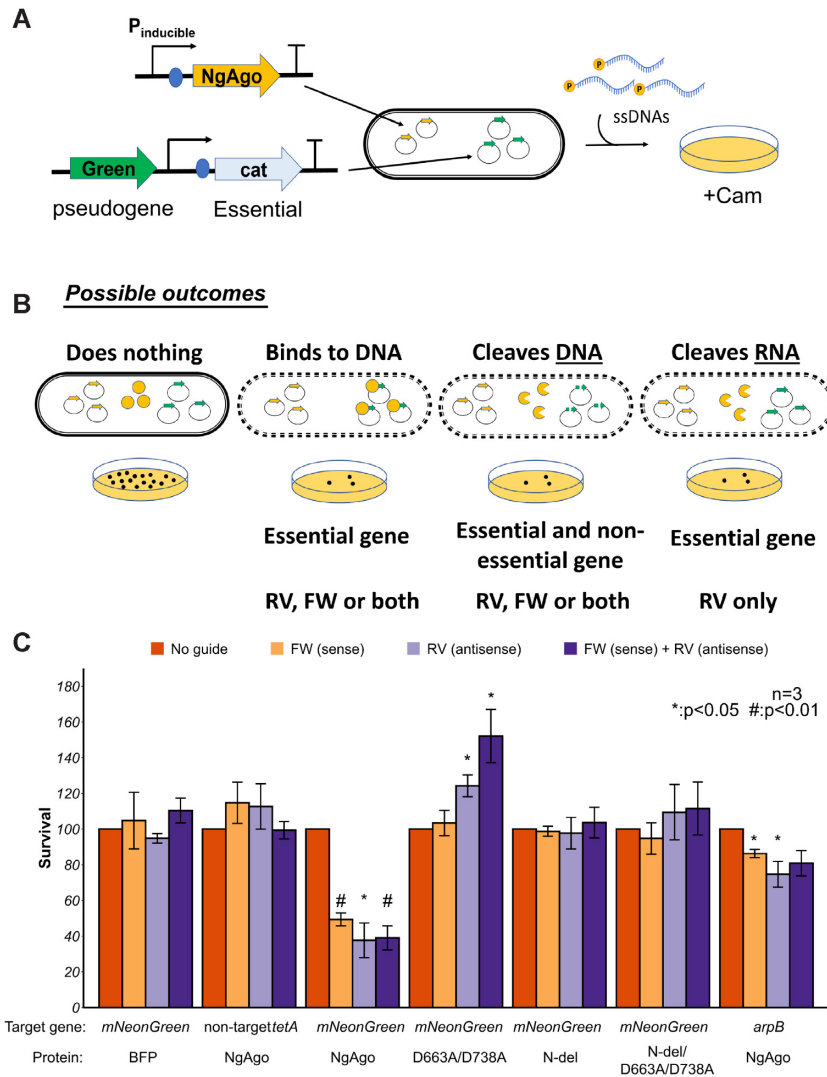 A
Pinducible
NgAgo
P
P P
ssDNAs
Green
cat
pseudogene Essential
+Cam
B
Possible outcomes
Does nothing
Binds to DNA
Cleaves DNA
Cleaves RNA
Essential gene
Essential and non-
essential gene
Essential gene
RV, FW or both
RV, FW or both
RV only
C
No guide FW (sense) RV (antisense) FW (sense) + RV (antisense)
n=3
*:p<0.05 #:p<0.01
Survival
180
160
140
120
100
80
60
40
20
0
# * #
* *
* *
Target gene: mNeonGreen non-targettetA mNeonGreen mNeonGreen mNeonGreen mNeonGreen arpB
Protein: BFP NgAgo NgAgo D663A/D738A N-del N-del/ NgAgo
D663A/D738A